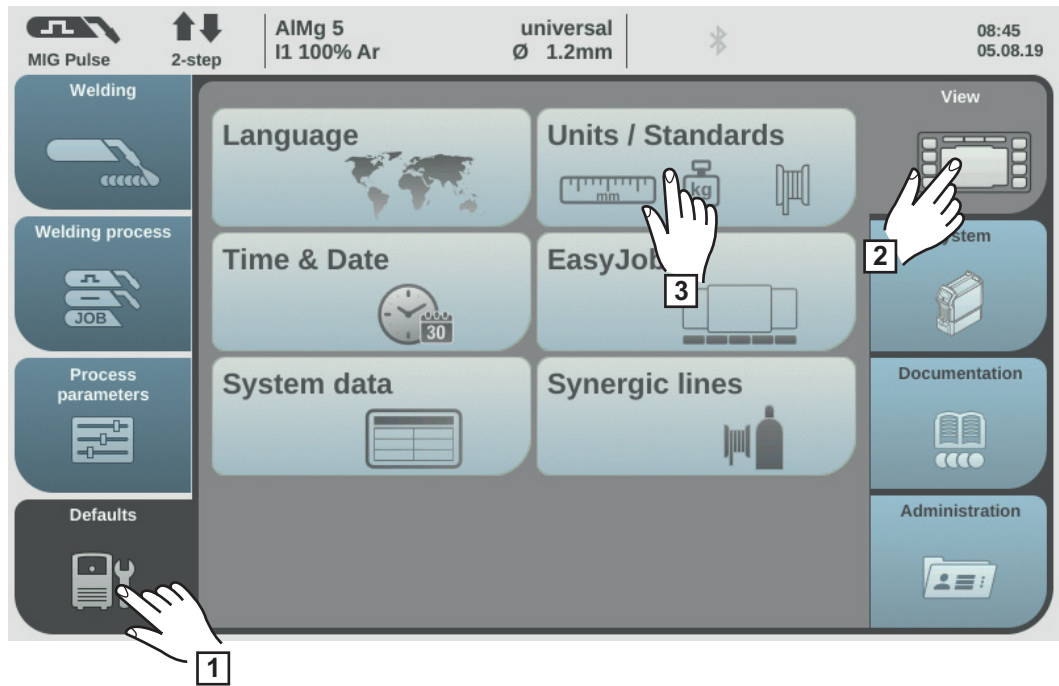 MIG Pulse
2-step
AlMg 5
I1 100% Ar
universal
Ø 1.2mm
08:45
05.08.19
Welding
Welding process
JOB
Process
parameters
Defaults
1
Language
Units / Standards
mm
kg
3
Time & Date
30
EasyJob
System data
Synergic lines
View
2
System
Documentation
Administration